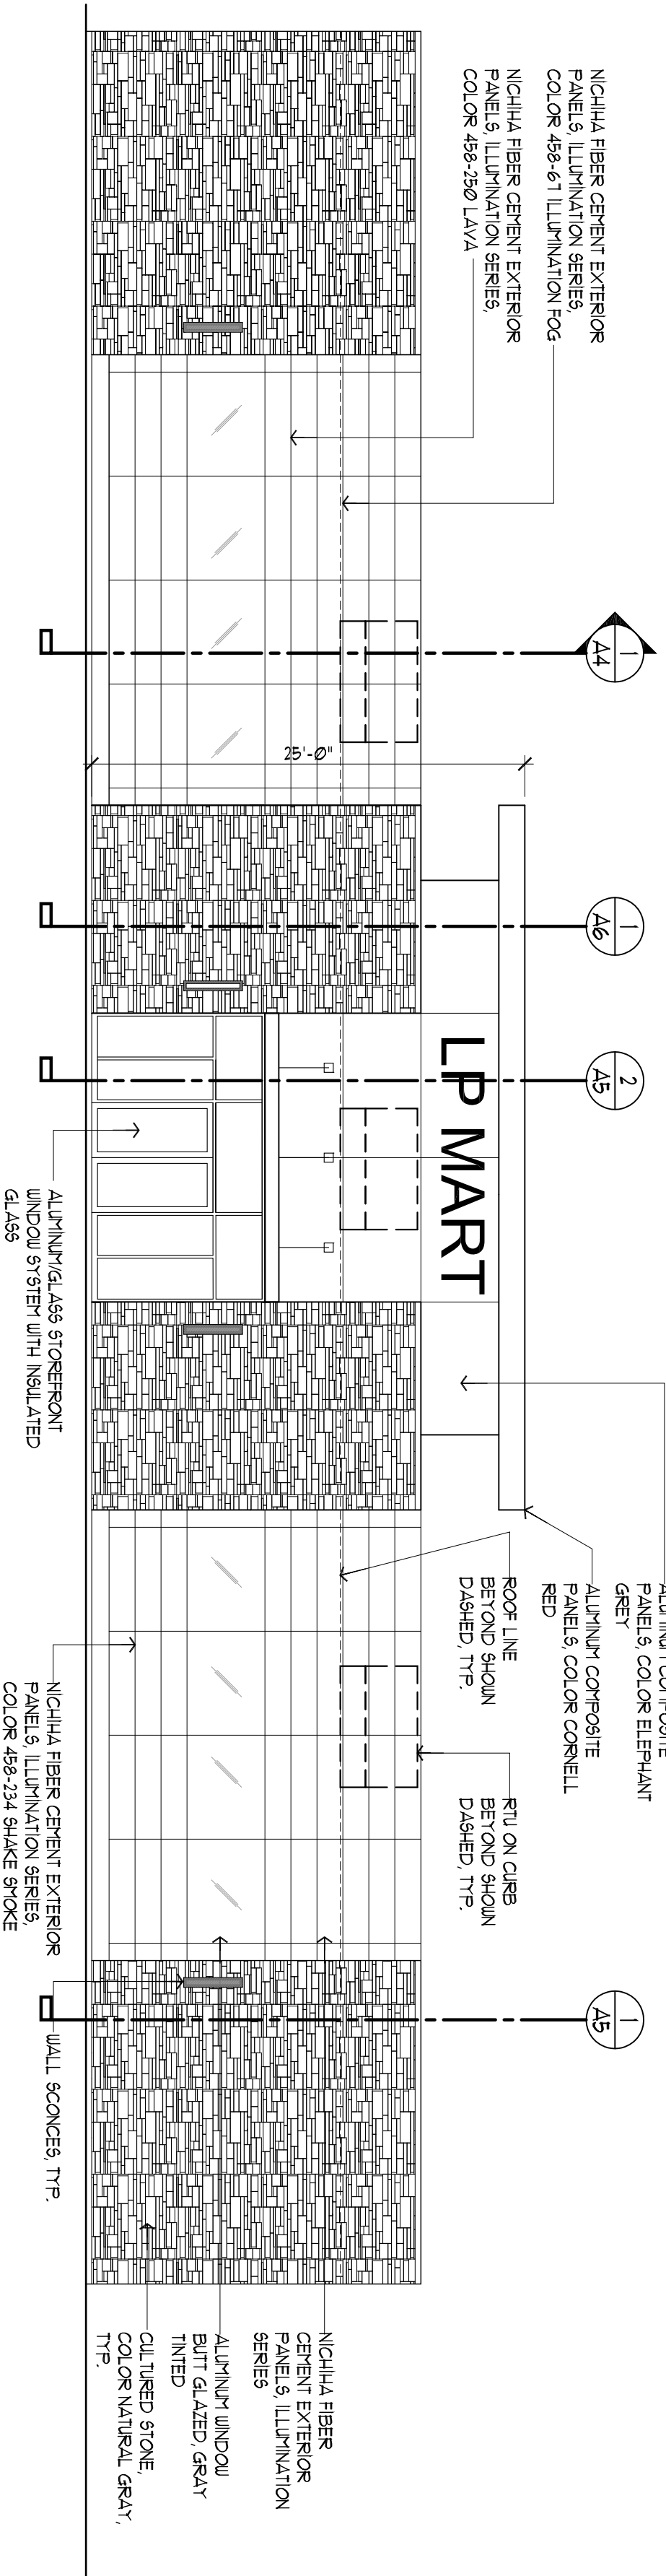 NICHIHA FIBER CEMENT EXTERIOR
PANELS, ILLUMINATION SERIES,
COLOR 458-67 ILLUMINATION FOG
NICHIHA FIBER CEMENT EXTERIOR
PANELS, ILLUMINATION SERIES,
COLOR 458-250 LAVA
1
A4
25'-0"
1
A6
2
A5
LP MART
ALUMINUM/GLASS STOREFRONT
WINDOW SYSTEM WITH INSULATED
GLASS
ALUMINUM COMPOSITE
PANELS, COLOR ELEPHANT
GREY
ALUMINUM COMPOSITE
PANELS, COLOR CORNELL
RED
ROOF LINE
BEYOND SHOWN
DASHED, TYP.
RTU ON CURB
BEYOND SHOWN
DASHED, TYP.
NICHIHA FIBER CEMENT EXTERIOR
PANELS, ILLUMINATION SERIES,
COLOR 458-234 SHAKE SMOKE
1
A5
WALL SCONCES, TYP.
NICHIHA FIBER
CEMENT EXTERIOR
PANELS, ILLUMINATION
SERIES
ALUMINUM WINDOW
BUTT GLAZED, GRAY
TINTED
CULTURED STONE,
COLOR NATURAL GRAY,
TYP.